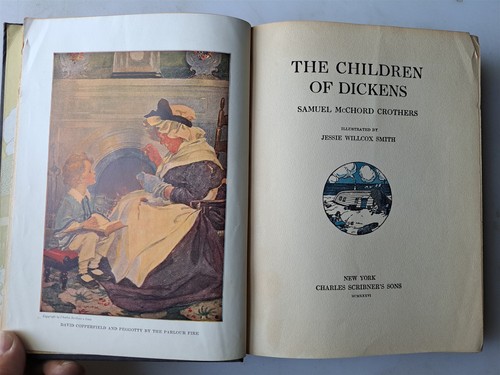 DAVID COPPERFIELD AND PEGGOTTY BY THE PARLOUR FIRE
THE CHILDREN
OF DICKENS
SAMUEL McCHORD CROTHERS
ILLUSTRATED BY
JESSIE WILLCOX SMITH
NEW YORK
CHARLES SCRIBNER'S SONS